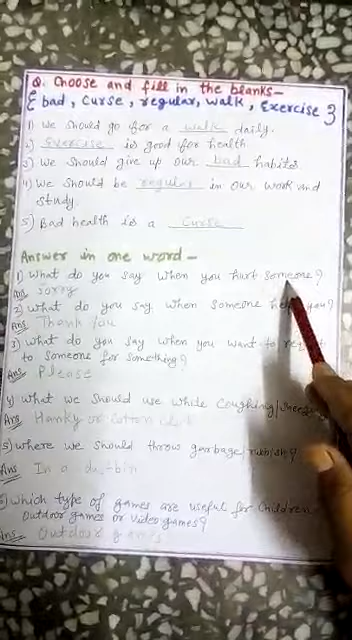 Q. Choose and fill in the blanks-
{ bad, curse, regular, walk, Exercise }
1) We should go for a walk daily.
2) Exercise is good for health.
3) We should give up our bad habits.
4) We should be regular in our work and
study.
5) Bad health is a curse
Answer in one word-
1) What do you say when you hurt someone?
Ans Sorry
2) What do you say when someone you?
Ans Thank You
3) What do you say when you want to
to someone for something?
Ans Please
4) What we should use while Coughing/
Ans Hanky or Cotton
5) Where we should throw garbage/rubbish?
Ans In a dustbin
6) Which type of games are useful for Children
Outdoor games or video games?
Ans Outdoor games